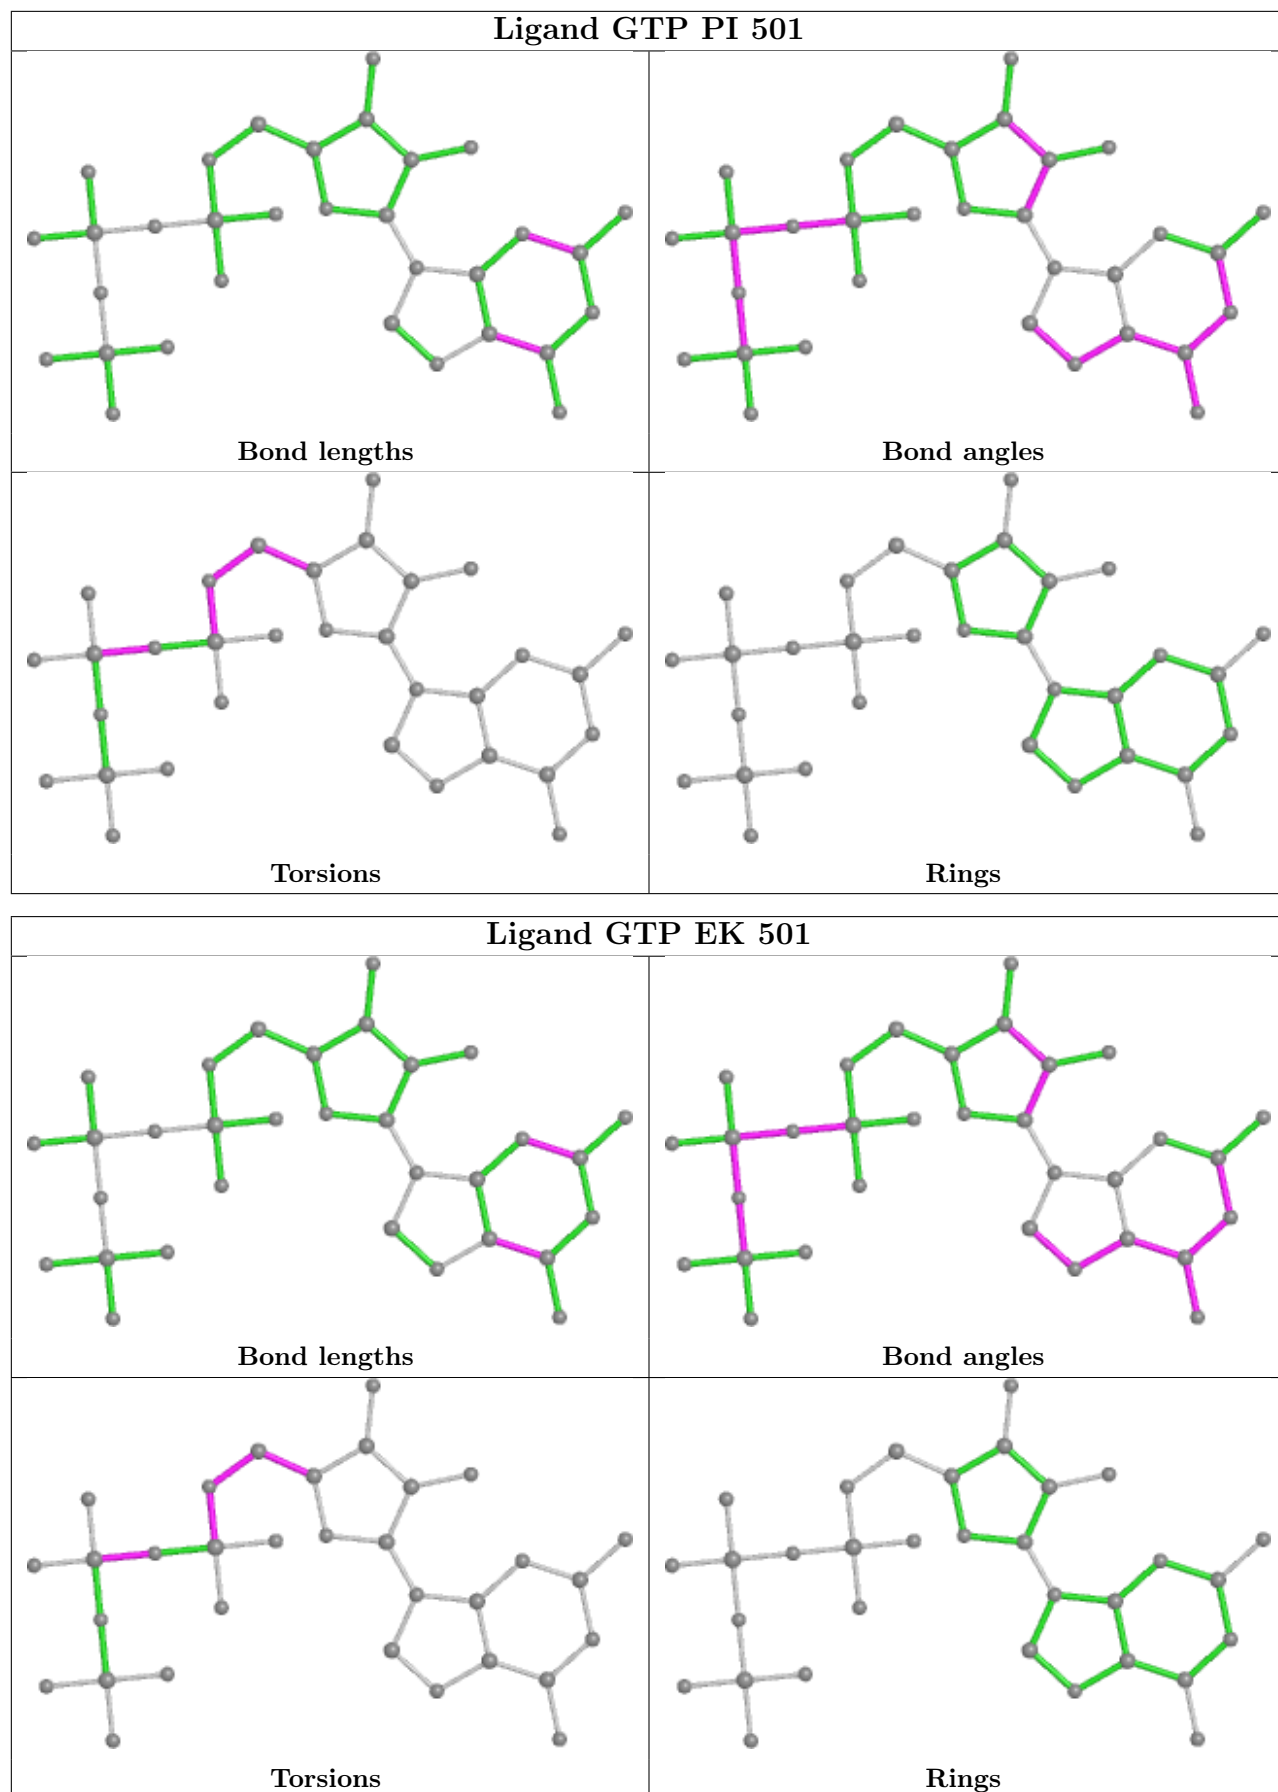 Ligand GTP PI 501
Bond lengths
Bond angles
Torsions
Rings
Ligand GTP EK 501
Bond lengths
Bond angles
Torsions
Rings